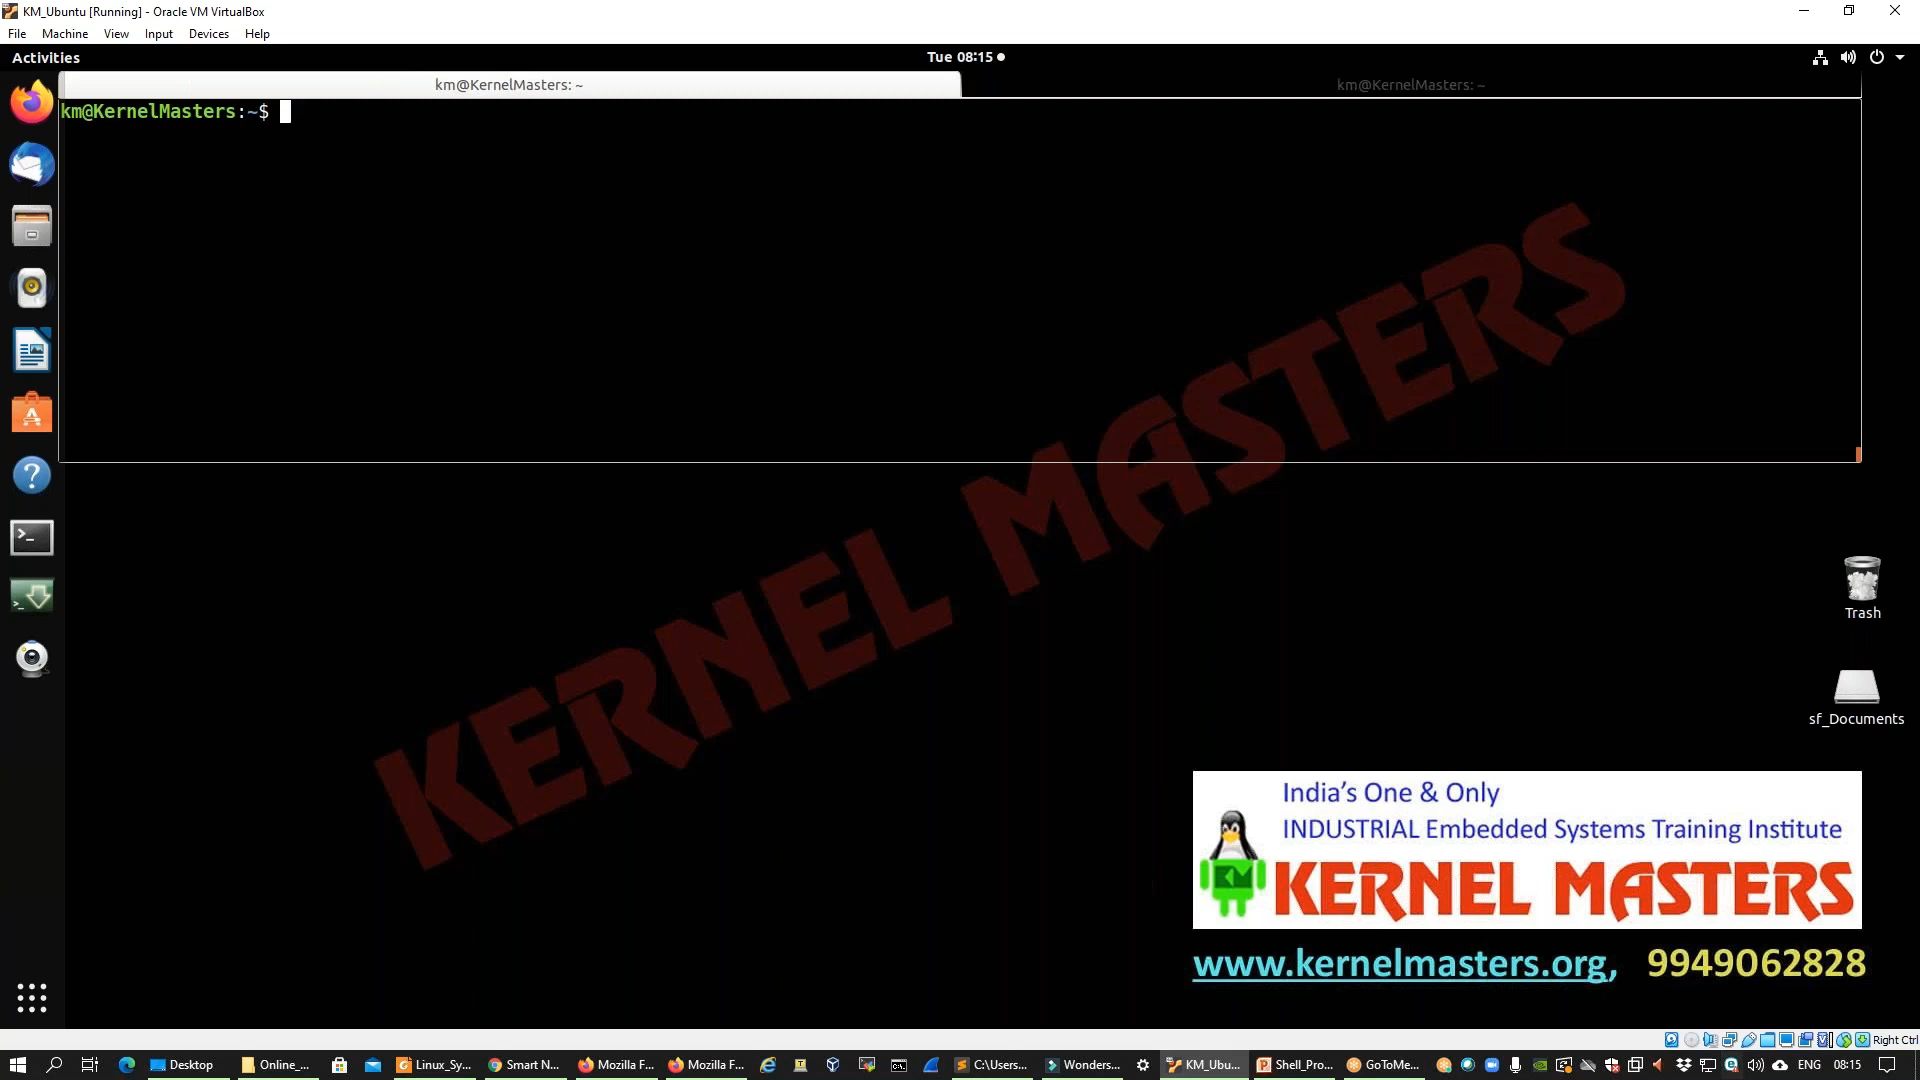 KM_Ubuntu [Running] - Oracle VM VirtualBox
File Machine View Input Devices Help
Activities
Tue 08:15
km@KernelMasters: ~
km@KernelMasters: ~
km@KernelMasters:~$
KERNEL MASTERS
Trash
sf_Documents
India's One & Only
INDUSTRIAL Embedded Systems Training Institute
KERNEL MASTERS
www.kernelmasters.org, 9949062828
Right Ctrl
Desktop
Online_...
Linux_Sy...
Smart N...
Mozilla F...
Mozilla F...
C:\Users...
Wonders...
KM_Ubu...
Shell_Pro...
GoToMe...
ENG
08:15